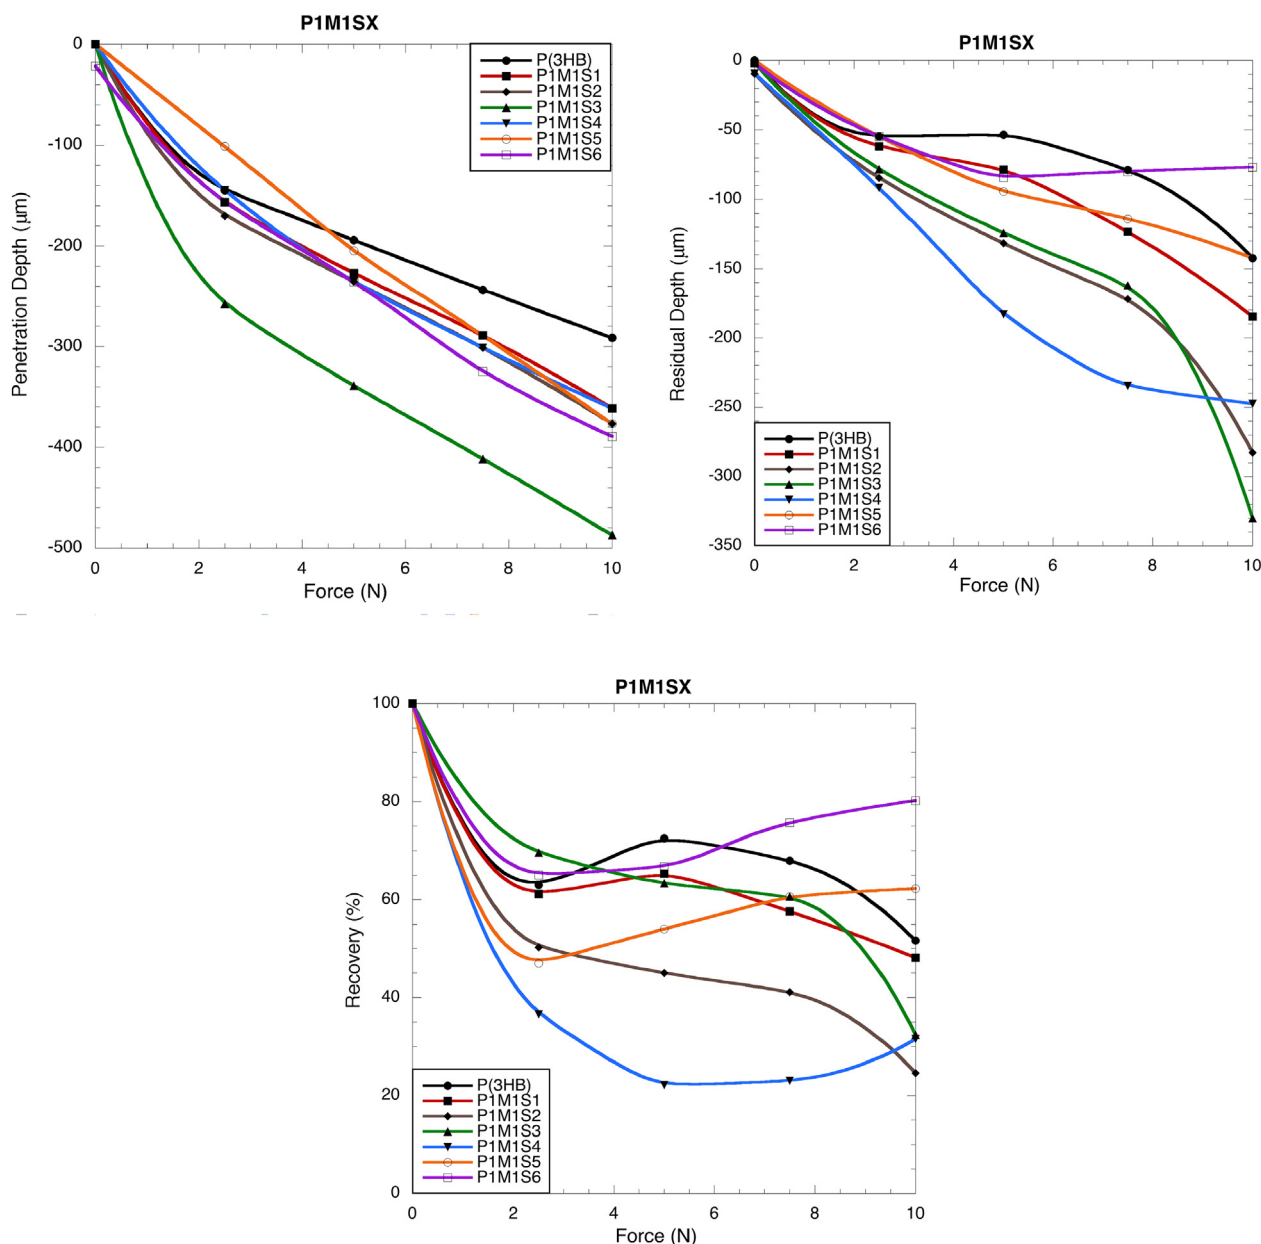 P1M1SX
0
-100
-200
-300
-400
-500
Penetration Depth (µm)
P(3HB)
P1M1S1
P1M1S2
P1M1S3
P1M1S4
P1M1S5
P1M1S6
0 2 4 6 8 10
Force (N)
P1M1SX
0
-50
-100
-150
-200
-250
-300
-350
Residual Depth (µm)
P(3HB)
P1M1S1
P1M1S2
P1M1S3
P1M1S4
P1M1S5
P1M1S6
0 2 4 6 8 10
Force (N)
P1M1SX
100
80
60
40
20
0
Recovery (%)
P(3HB)
P1M1S1
P1M1S2
P1M1S3
P1M1S4
P1M1S5
P1M1S6
0 2 4 6 8 10
Force (N)